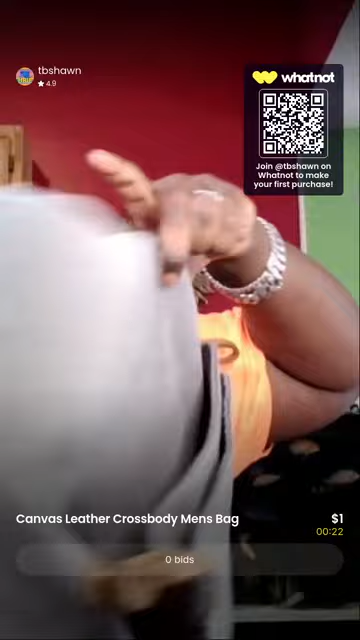 tbshawn
★ 4.9
whatnot
Join @tbshawn on
Whatnot to make
your first purchase!
Canvas Leather Crossbody Mens Bag
$1
00:22
0 bids